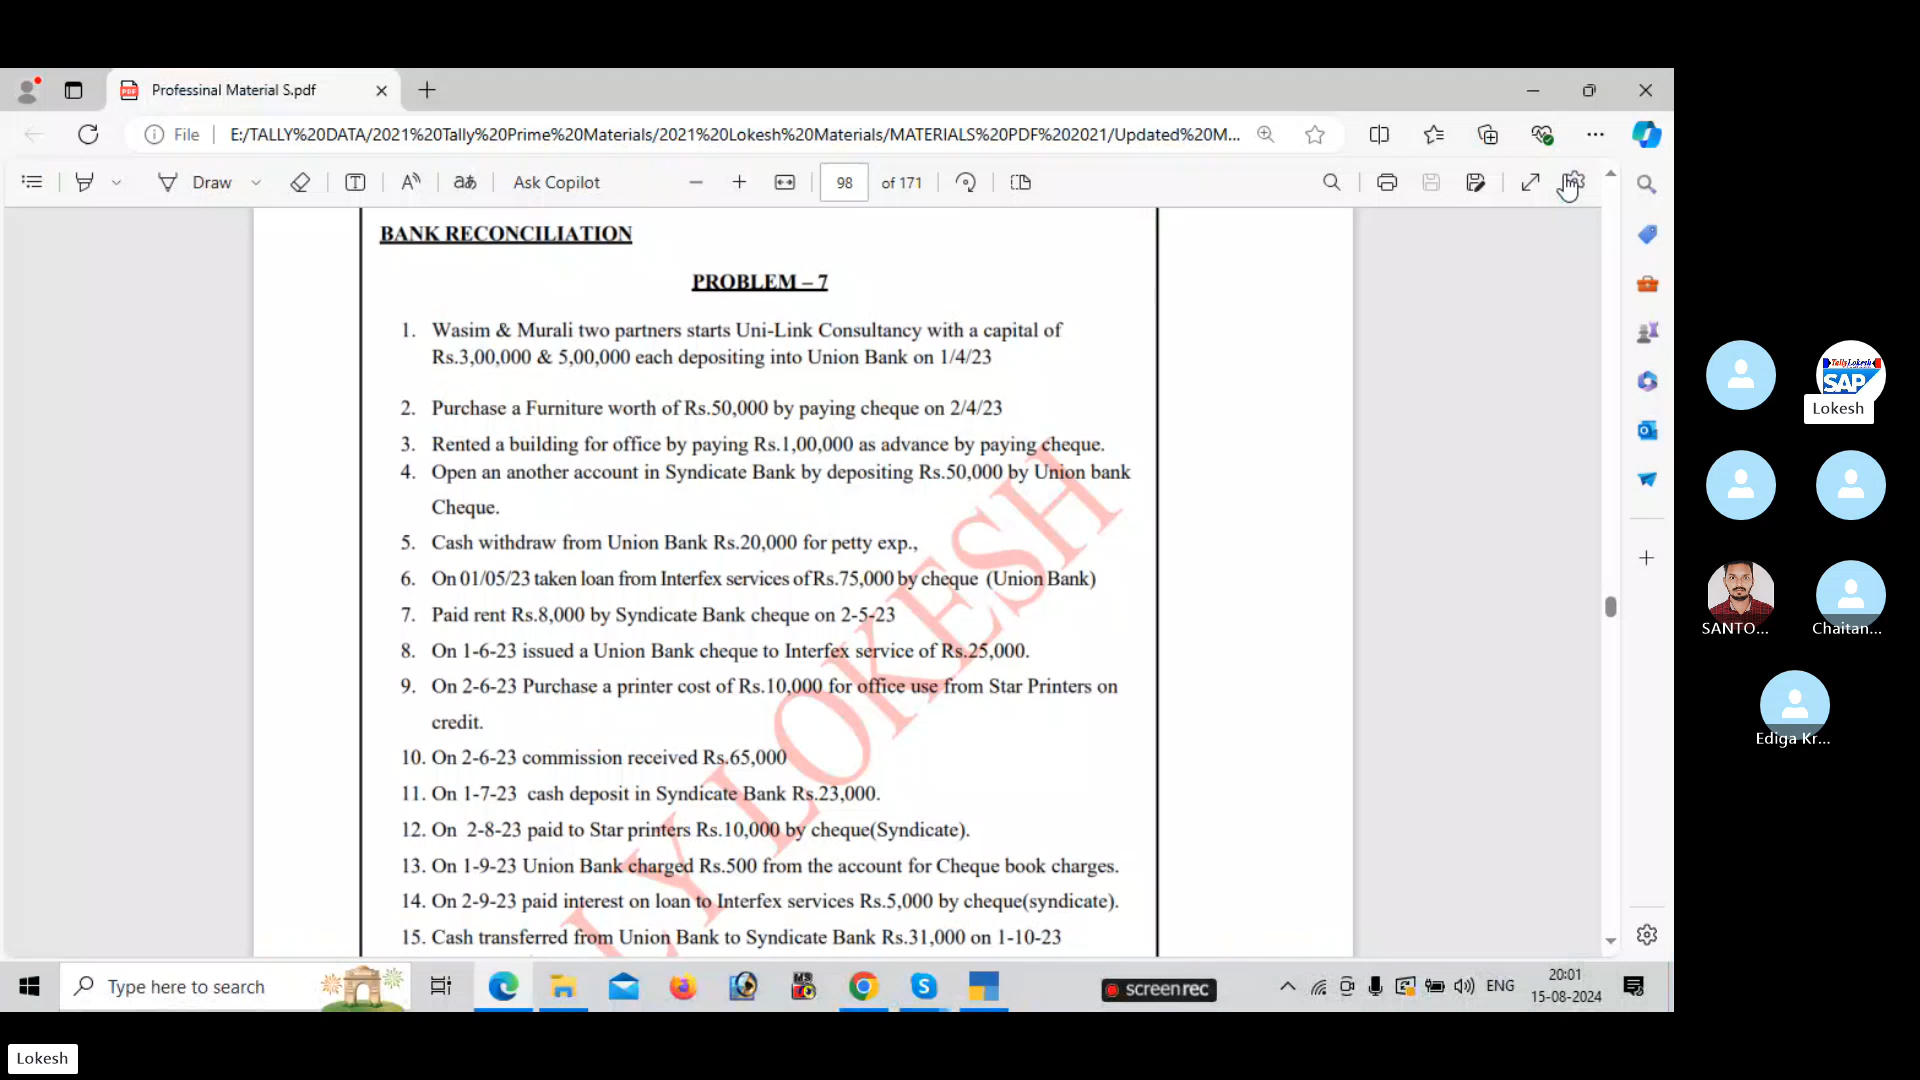 Professinal Material S.pdf
File
E:/TALLY%20DATA/2021%20Tally%20Prime%20Materials/2021%20Lokesh%20Materials/MATERIALS%20PDF%202021/Updated%20M...
Draw
aあ
Ask Copilot
98
of 171
BANK RECONCILIATION
PROBLEM – 7
1. Wasim & Murali two partners starts Uni-Link Consultancy with a capital of
Rs.3,00,000 & 5,00,000 each depositing into Union Bank on 1/4/23
2. Purchase a Furniture worth of Rs.50,000 by paying cheque on 2/4/23
3. Rented a building for office by paying Rs.1,00,000 as advance by paying cheque.
4. Open an another account in Syndicate Bank by depositing Rs.50,000 by Union bank
Cheque.
5. Cash withdraw from Union Bank Rs.20,000 for petty exp.,
6. On 01/05/23 taken loan from Interfex services of Rs.75,000 by cheque (Union Bank)
7. Paid rent Rs.8,000 by Syndicate Bank cheque on 2-5-23
8. On 1-6-23 issued a Union Bank cheque to Interfex service of Rs.25,000.
9. On 2-6-23 Purchase a printer cost of Rs.10,000 for office use from Star Printers on
credit.
10. On 2-6-23 commission received Rs.65,000
11. On 1-7-23 cash deposit in Syndicate Bank Rs.23,000.
12. On 2-8-23 paid to Star printers Rs.10,000 by cheque(Syndicate).
13. On 1-9-23 Union Bank charged Rs.500 from the account for Cheque book charges.
14. On 2-9-23 paid interest on loan to Interfex services Rs.5,000 by cheque(syndicate).
15. Cash transferred from Union Bank to Syndicate Bank Rs.31,000 on 1-10-23
LY LOKESH
Type here to search
screenrec
ENG
20:01
15-08-2024
TallyLokesh
SAP
Lokesh
SANTO...
Chaitan...
Ediga Kr...
Lokesh